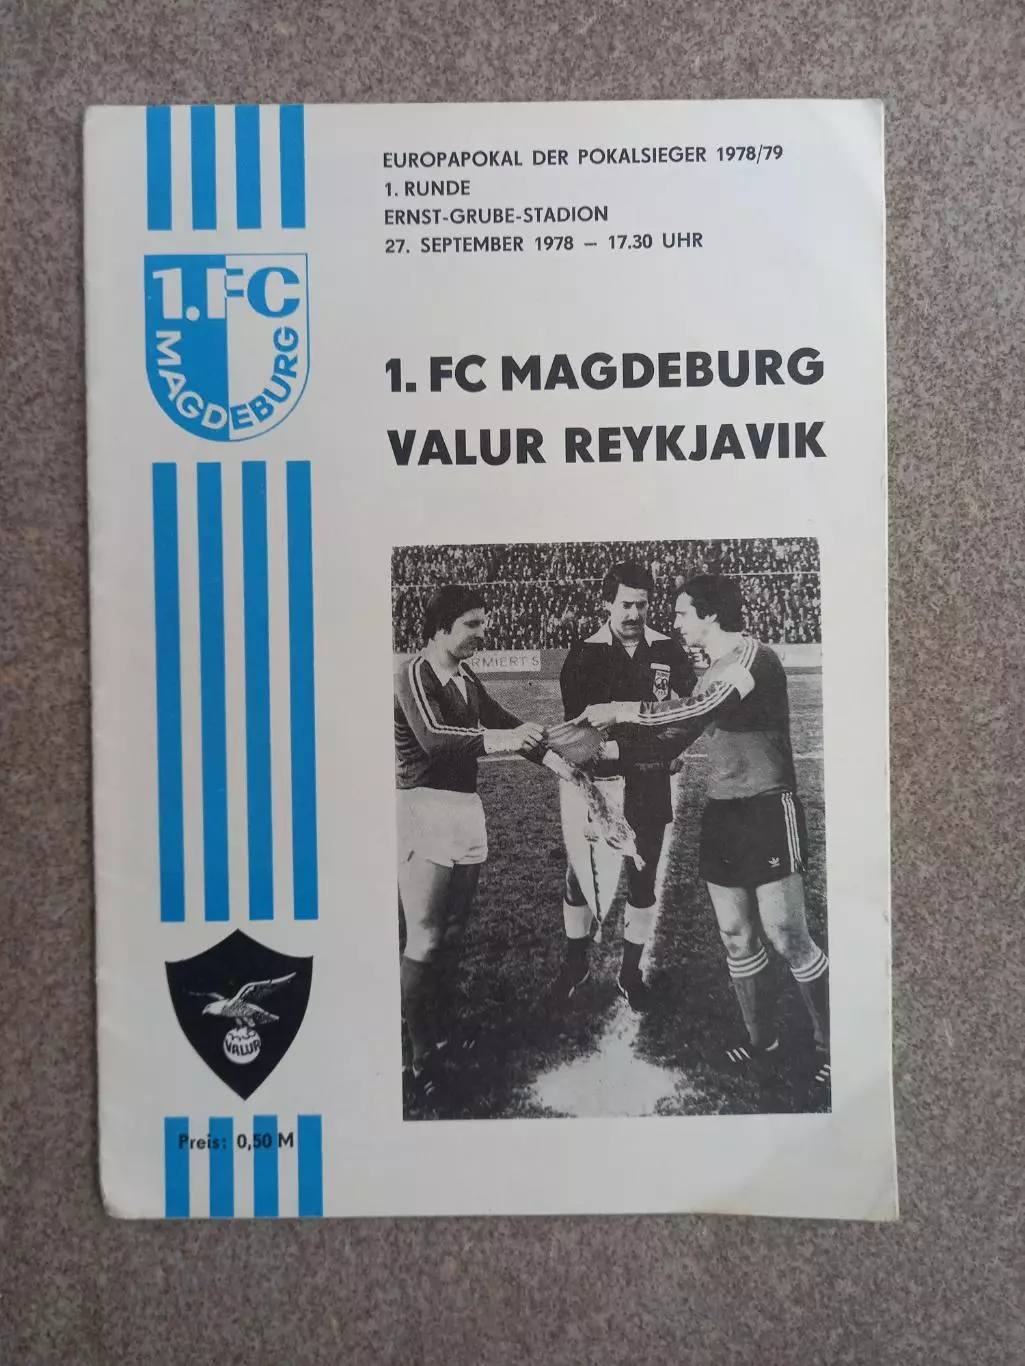 EUROPAPOKAL DER POKALSIEGER 1978/79
1. RUNDE
ERNST-GRUBE-STADION
27. SEPTEMBER 1978 – 17.30 UHR
1. FC
MAGDEBURG
1. FC MAGDEBURG
VALUR REYKJAVIK
RMIERT S
VALUR
Preis: 0,50 M